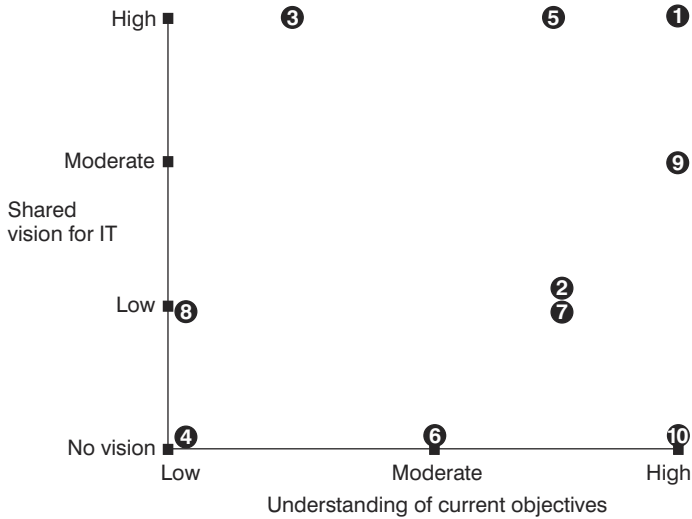 High
3
5
1
Moderate
9
Shared
vision for IT
2
Low
8
7
No vision
4
6
10
Low
Moderate
High
Understanding of current objectives